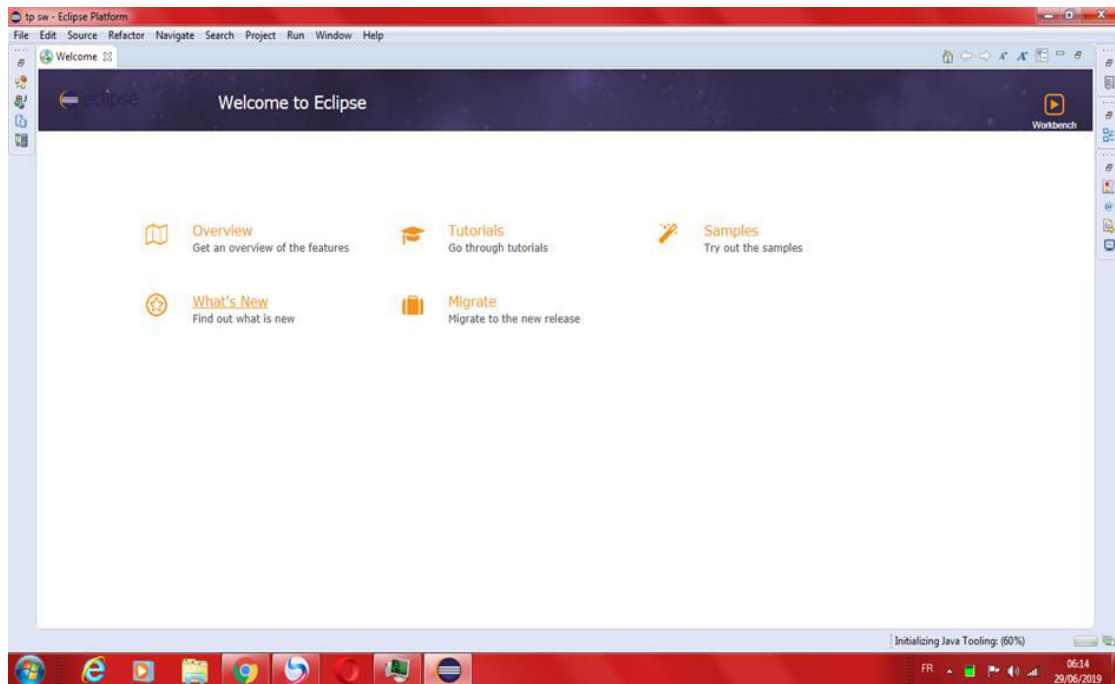 tp sw - Eclipse Platform
File Edit Source Refactor Navigate Search Project Run Window Help
Welcome
eclipse
Welcome to Eclipse
Workbench
Overview
Get an overview of the features
Tutorials
Go through tutorials
Samples
Try out the samples
What's New
Find out what is new
Migrate
Migrate to the new release
Initializing Java Tooling: (60%)
FR
06:14
29/06/2019